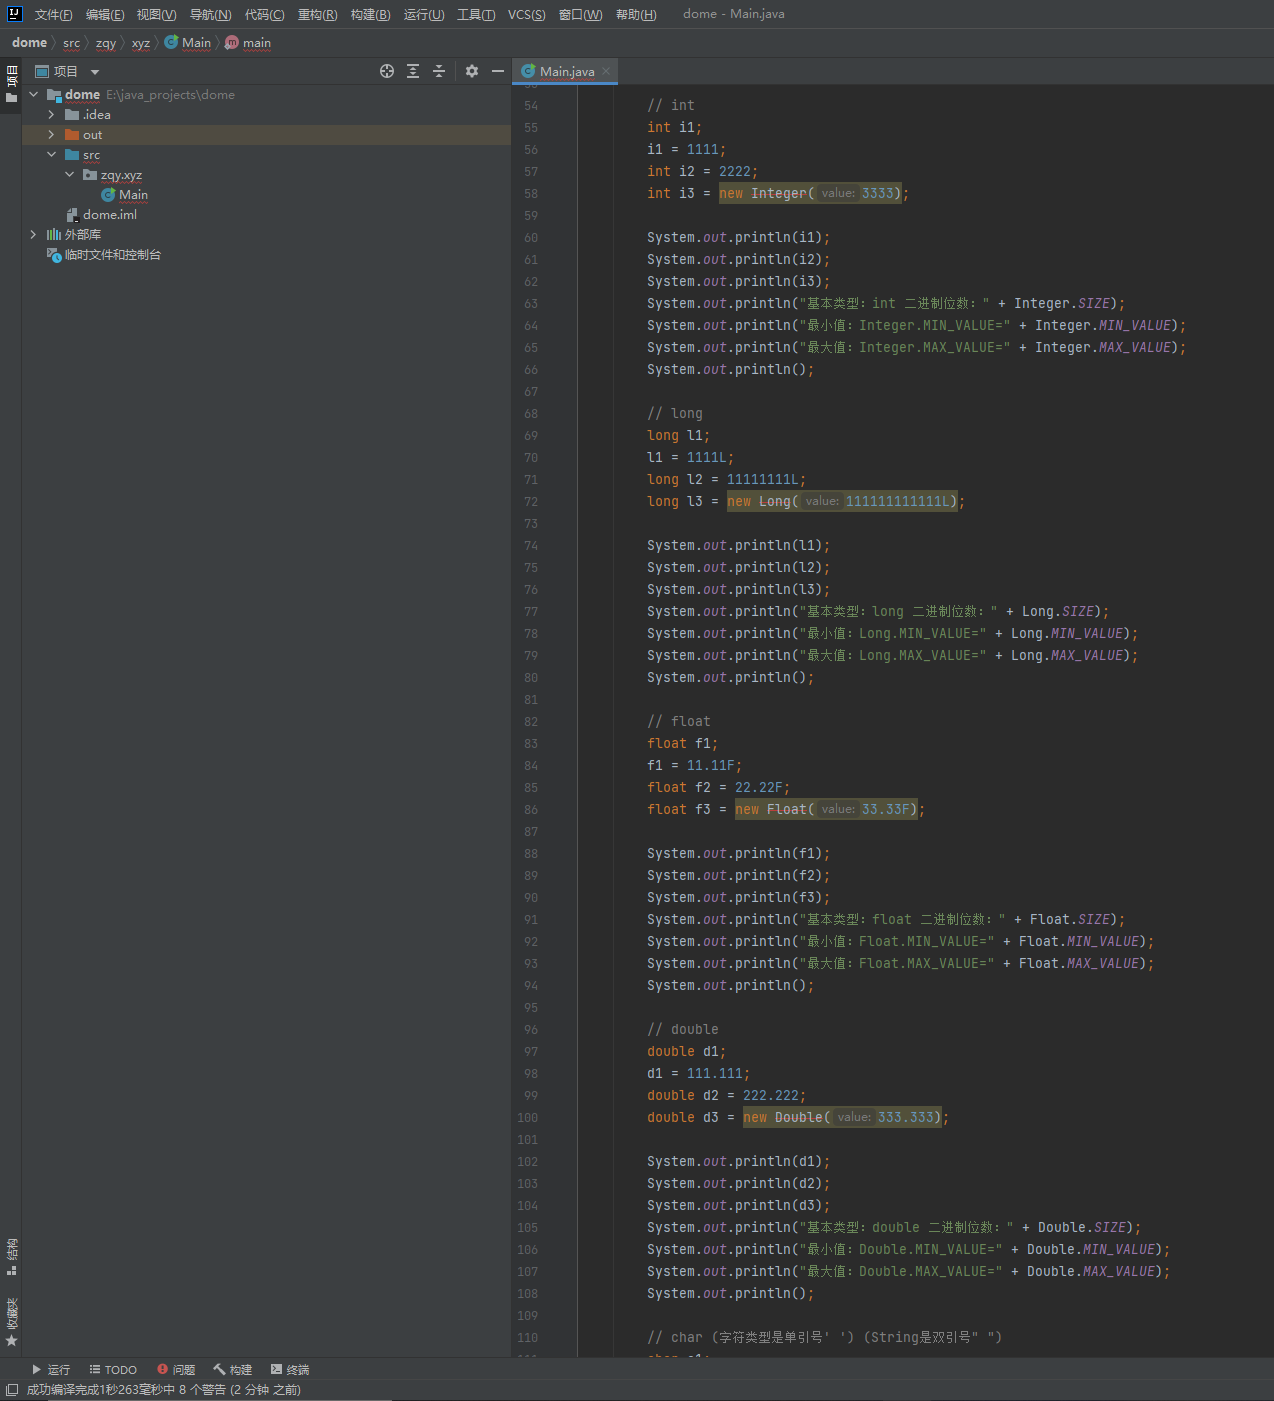 文件(F) 编辑(E) 视图(V) 导航(N) 代码(C) 重构(R) 构建(B) 运行(U) 工具(T) VCS(S) 窗口(W) 帮助(H) dome - Main.java
dome src zqy xyz Main main
项目
项目
Main.java
dome E:\java_projects\dome
.idea
out
src
zqy.xyz
Main
dome.iml
外部库
临时文件和控制台
结构
收藏夹
54 // int
55 int i1;
56 i1 = 1111;
57 int i2 = 2222;
58 int i3 = new Integer( value: 3333);
59
60 System.out.println(i1);
61 System.out.println(i2);
62 System.out.println(i3);
63 System.out.println("基本类型：int 二进制位数：" + Integer.SIZE);
64 System.out.println("最小值：Integer.MIN_VALUE=" + Integer.MIN_VALUE);
65 System.out.println("最大值：Integer.MAX_VALUE=" + Integer.MAX_VALUE);
66 System.out.println();
67
68 // long
69 long l1;
70 l1 = 1111L;
71 long l2 = 11111111L;
72 long l3 = new Long( value: 111111111111L);
73
74 System.out.println(l1);
75 System.out.println(l2);
76 System.out.println(l3);
77 System.out.println("基本类型：long 二进制位数：" + Long.SIZE);
78 System.out.println("最小值：Long.MIN_VALUE=" + Long.MIN_VALUE);
79 System.out.println("最大值：Long.MAX_VALUE=" + Long.MAX_VALUE);
80 System.out.println();
81
82 // float
83 float f1;
84 f1 = 11.11F;
85 float f2 = 22.22F;
86 float f3 = new Float( value: 33.33F);
87
88 System.out.println(f1);
89 System.out.println(f2);
90 System.out.println(f3);
91 System.out.println("基本类型：float 二进制位数：" + Float.SIZE);
92 System.out.println("最小值：Float.MIN_VALUE=" + Float.MIN_VALUE);
93 System.out.println("最大值：Float.MAX_VALUE=" + Float.MAX_VALUE);
94 System.out.println();
95
96 // double
97 double d1;
98 d1 = 111.111;
99 double d2 = 222.222;
100 double d3 = new Double( value: 333.333);
101
102 System.out.println(d1);
103 System.out.println(d2);
104 System.out.println(d3);
105 System.out.println("基本类型：double 二进制位数：" + Double.SIZE);
106 System.out.println("最小值：Double.MIN_VALUE=" + Double.MIN_VALUE);
107 System.out.println("最大值：Double.MAX_VALUE=" + Double.MAX_VALUE);
108 System.out.println();
109
110 // char (字符类型是单引号' ') (String是双引号" ")
运行 TODO 问题 构建 终端
成功编译完成1秒263毫秒中 8 个警告 (2 分钟 之前)